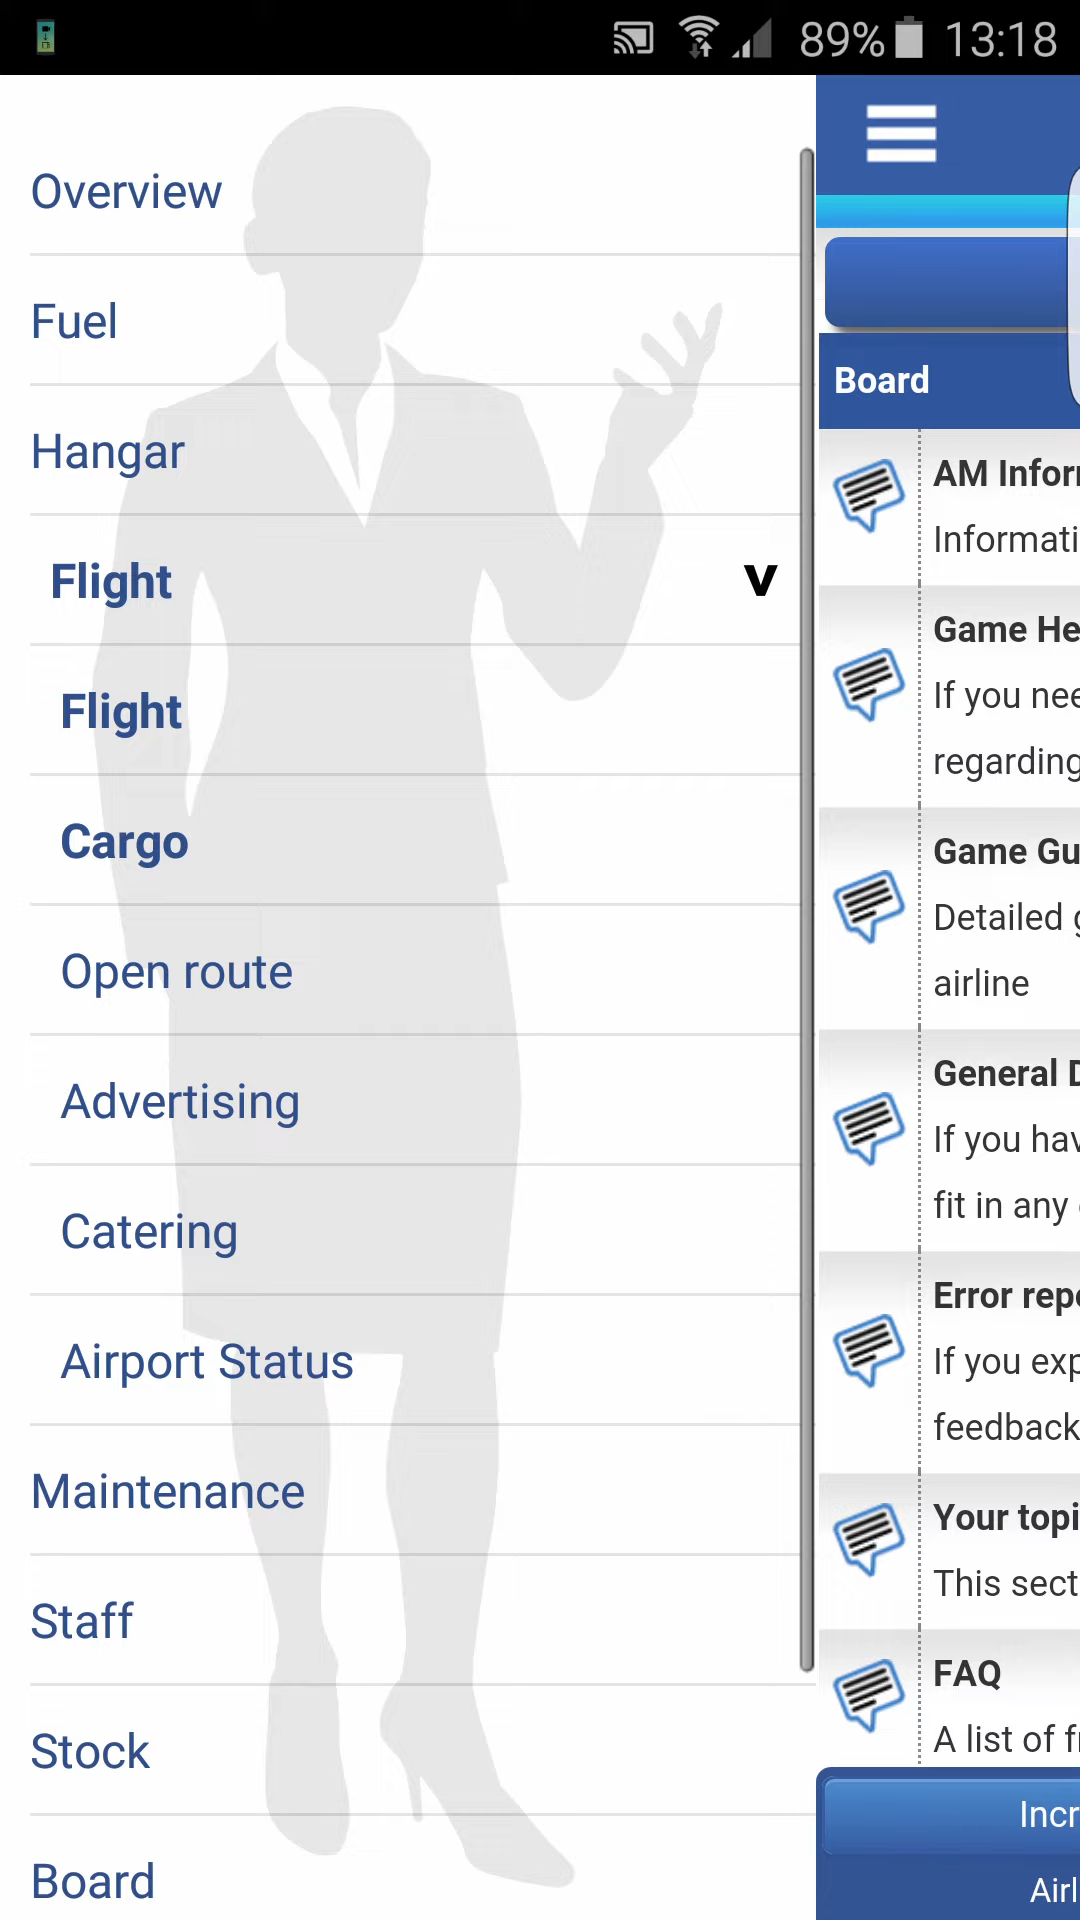 89% 13:18
Overview
Fuel
Hangar
Flight v
Flight
Cargo
Open route
Advertising
Catering
Airport Status
Maintenance
Staff
Stock
Board
Board
AM Infor
Informati
Game He
If you nee
regarding
Game Gu
Detailed g
airline
General D
If you hav
fit in any
Error repo
If you exp
feedback
Your topi
This sect
FAQ
A list of fr
Incr
Airl